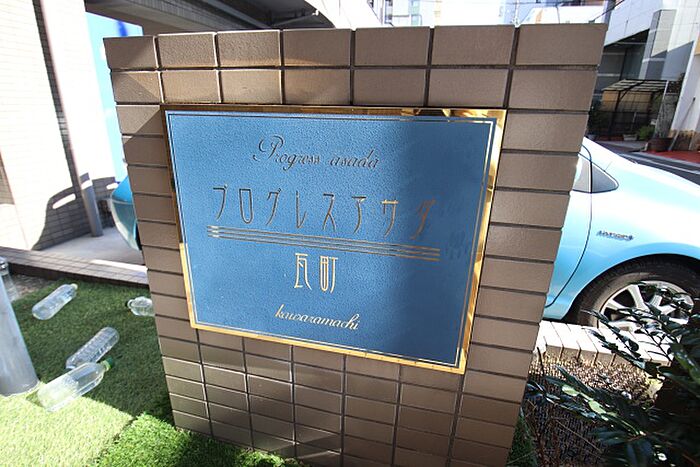 Progress asada
プログレスアサダ
瓦町
kawaramachi